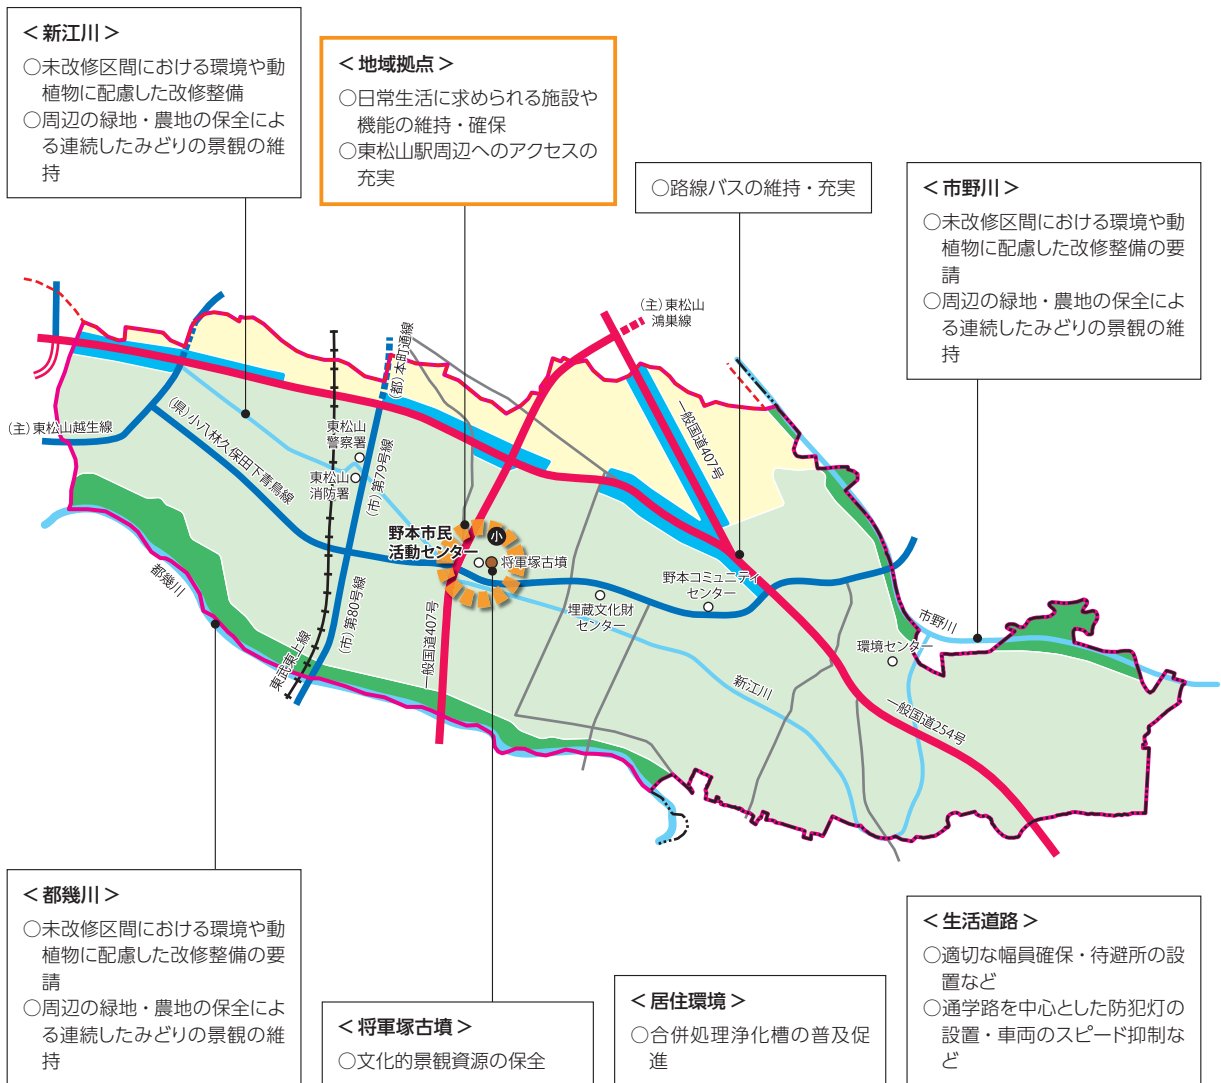 ＜新江川＞
○未改修区間における環境や動
植物に配慮した改修整備
○周辺の緑地・農地の保全によ
る連続したみどりの景観の維
持
＜地域拠点＞
○日常生活に求められる施設や
機能の維持・確保
○東松山駅周辺へのアクセスの
充実
○路線バスの維持・充実
＜市野川＞
○未改修区間における環境や動
植物に配慮した改修整備の要
請
○周辺の緑地・農地の保全によ
る連続したみどりの景観の維
持
(主)東松山
鴻巣線
(都)本町通線
一般国道407号
(主)東松山越生線
(県)小八林久保田下青鳥線
東松山
警察署
東松山
消防署
(市)第79号線
野本市民
活動センター
小
将軍塚古墳
野本コミュニティ
センター
埋蔵文化財
センター
都幾川
(市)第80号線
東武東上線
一般国道407号
市野川
環境センター
新江川
一般国道254号
＜都幾川＞
○未改修区間における環境や動
植物に配慮した改修整備の要
請
○周辺の緑地・農地の保全によ
る連続したみどりの景観の維
持
＜将軍塚古墳＞
○文化的景観資源の保全
＜居住環境＞
○合併処理浄化槽の普及促
進
＜生活道路＞
○適切な幅員確保・待避所の設
置など
○通学路を中心とした防犯灯の
設置・車両のスピード抑制な
ど